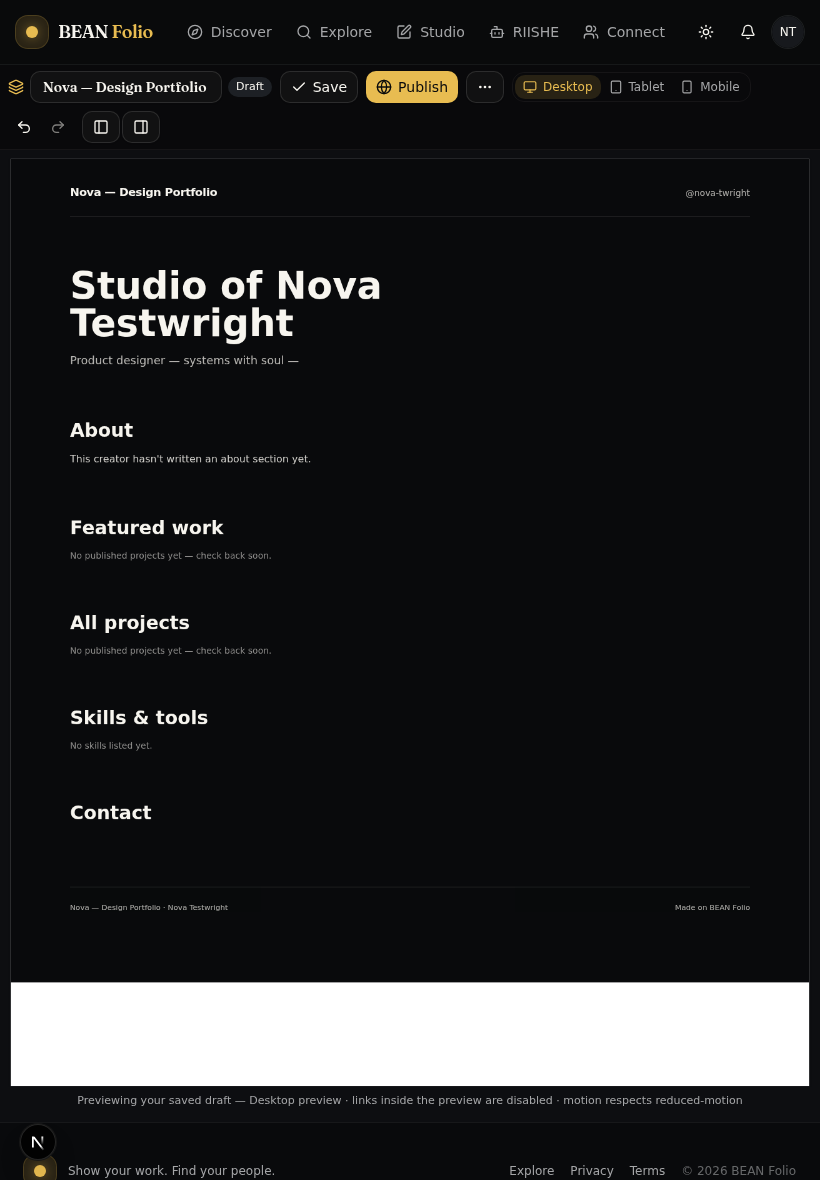 BEAN Folio Discover Explore Studio RIISHE Connect NT
Nova — Design Portfolio Draft Save Publish ... Desktop Tablet Mobile
Nova — Design Portfolio @nova-twright
Studio of Nova
Testwright
Product designer — systems with soul —
About
This creator hasn't written an about section yet.
Featured work
No published projects yet — check back soon.
All projects
No published projects yet — check back soon.
Skills & tools
No skills listed yet.
Contact
Nova — Design Portfolio · Nova Testwright Made on BEAN Folio
Previewing your saved draft — Desktop preview · links inside the preview are disabled · motion respects reduced-motion
N
Show your work. Find your people. Explore Privacy Terms © 2026 BEAN Folio